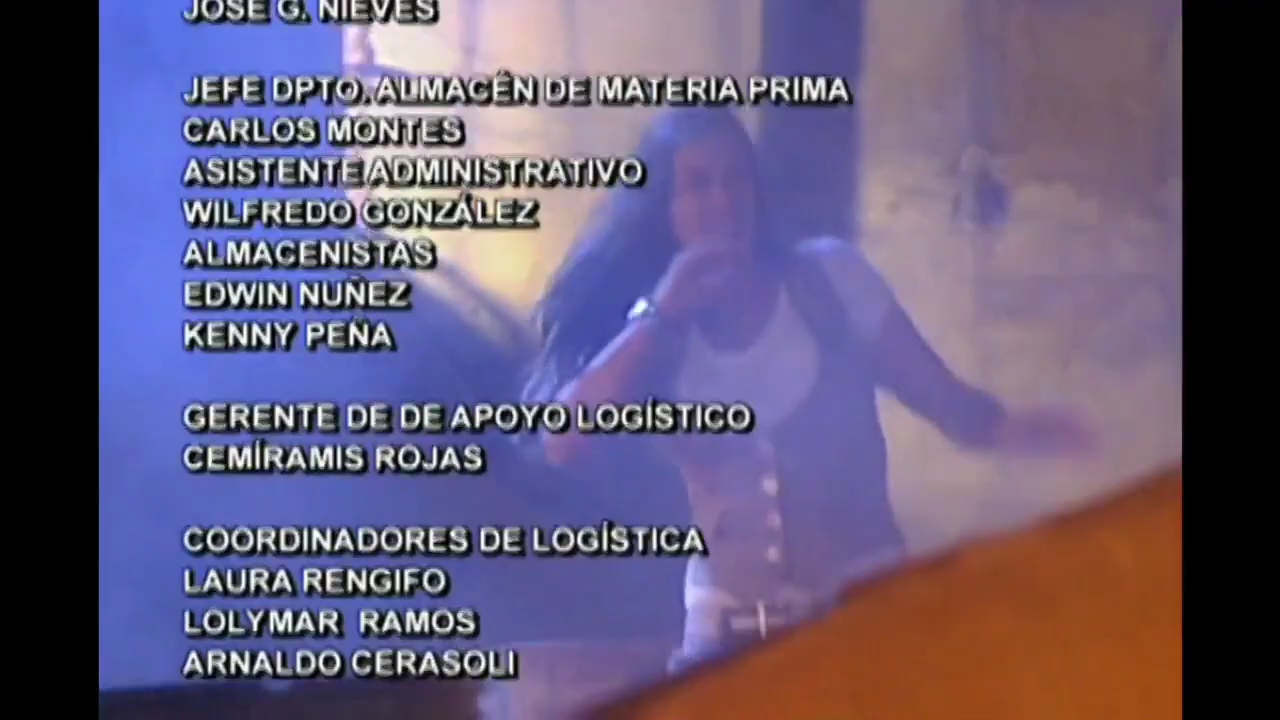 JOSÉ G. NIEVES
JEFE DPTO. ALMACÉN DE MATERIA PRIMA
CARLOS MONTES
ASISTENTE ADMINISTRATIVO
WILFREDO GONZÁLEZ
ALMACENISTAS
EDWIN NUÑEZ
KENNY PEÑA
GERENTE DE DE APOYO LOGÍSTICO
CEMÍRAMIS ROJAS
COORDINADORES DE LOGÍSTICA
LAURA RENGIFO
LOLYMAR RAMOS
ARNALDO CERASOLI